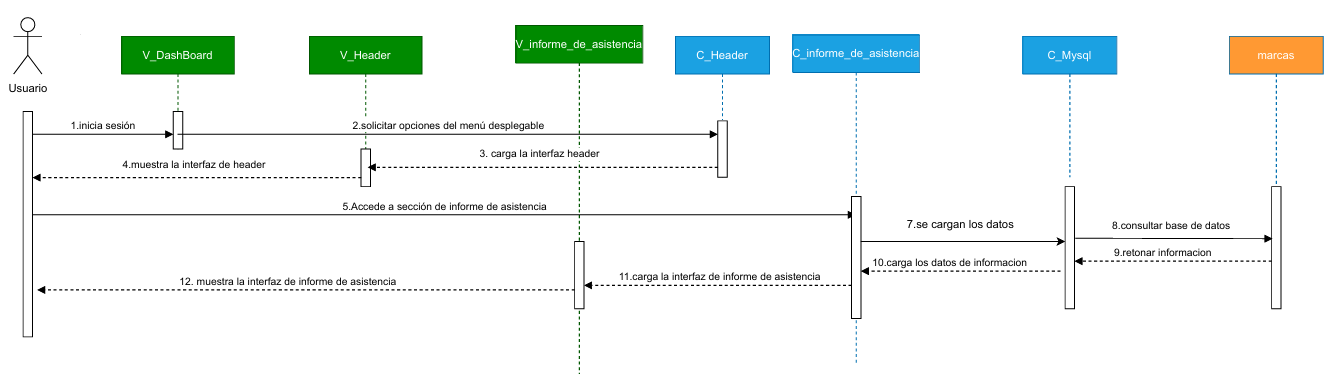 Usuario
V_DashBoard
V_Header
V_informe_de_asistencia
C_Header
C_informe_de_asistencia
C_Mysql
marcas
1.inicia sesión
2.solicitar opciones del menú desplegable
3. carga la interfaz header
4.muestra la interfaz de header
5.Accede a sección de informe de asistencia
7.se cargan los datos
8.consultar base de datos
9.retonar informacion
10.carga los datos de informacion
11.carga la interfaz de informe de asistencia
12. muestra la interfaz de informe de asistencia